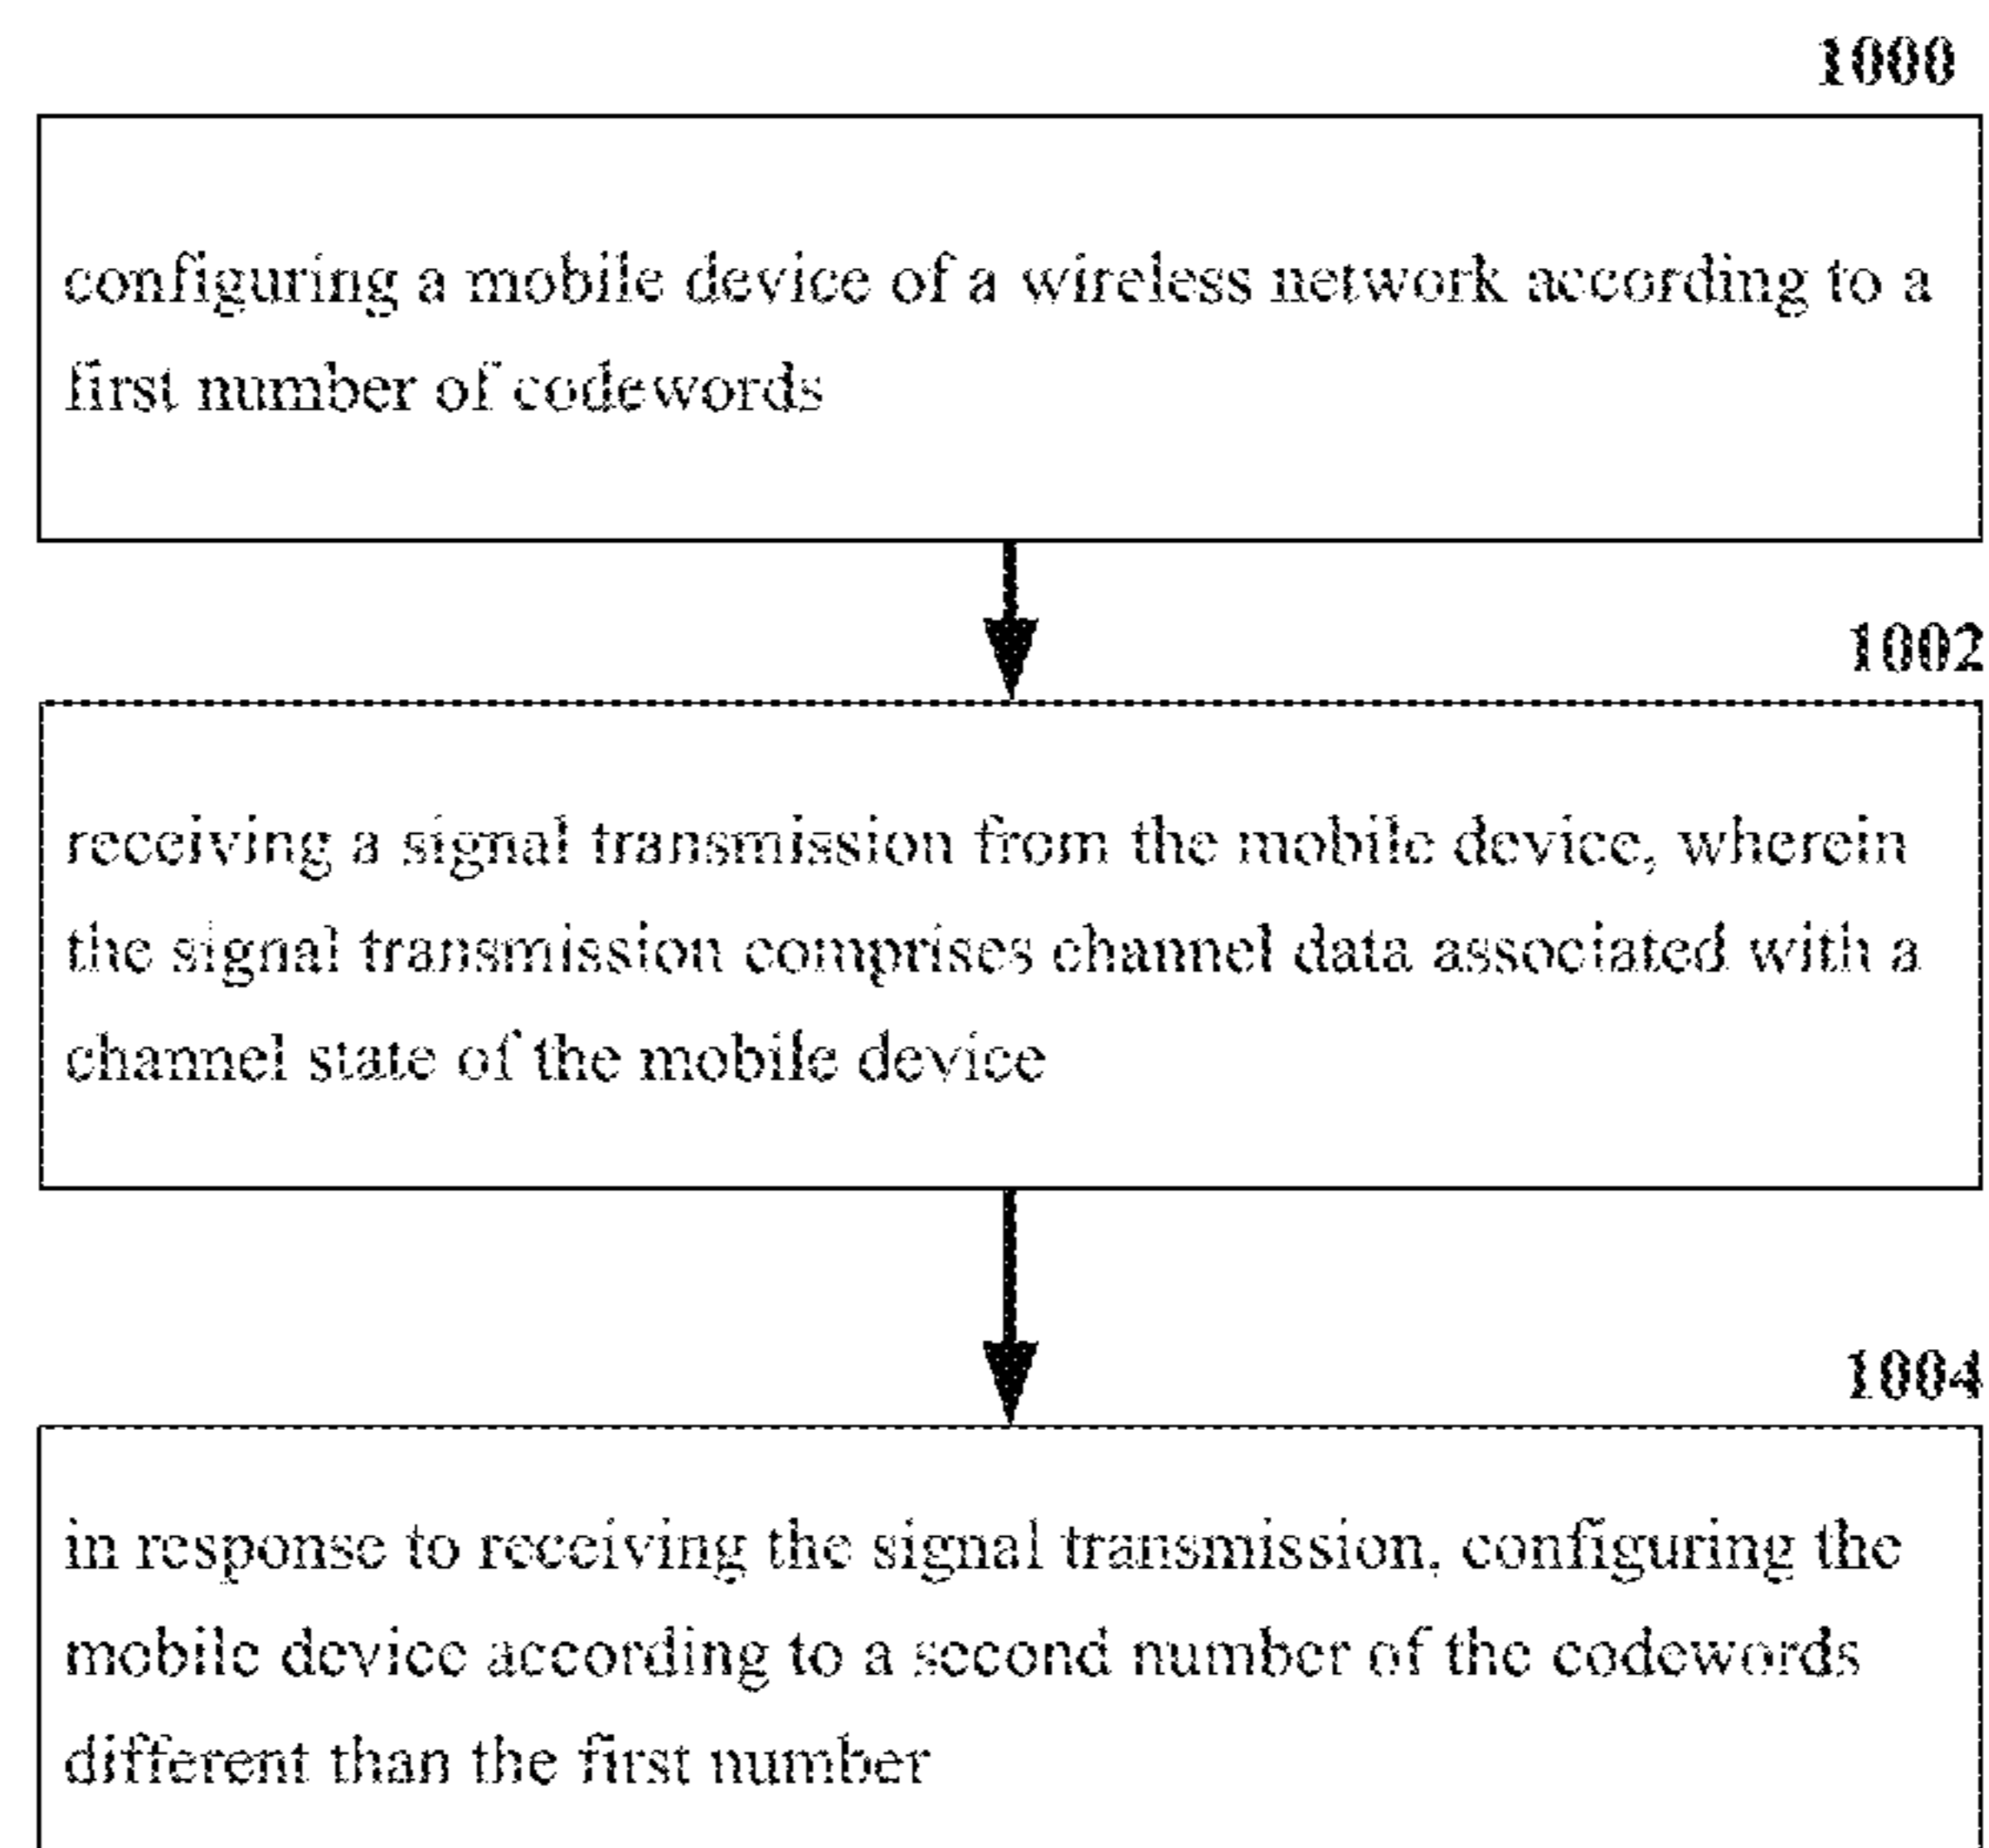 1000
configuring a mobile device of a wireless network according to a
first number of codewords
1002
receiving a signal transmission from the mobile device, wherein
the signal transmission comprises channel data associated with a
channel state of the mobile device
1004
in response to receiving the signal transmission, configuring the
mobile device according to a second number of the codewords
different than the first number